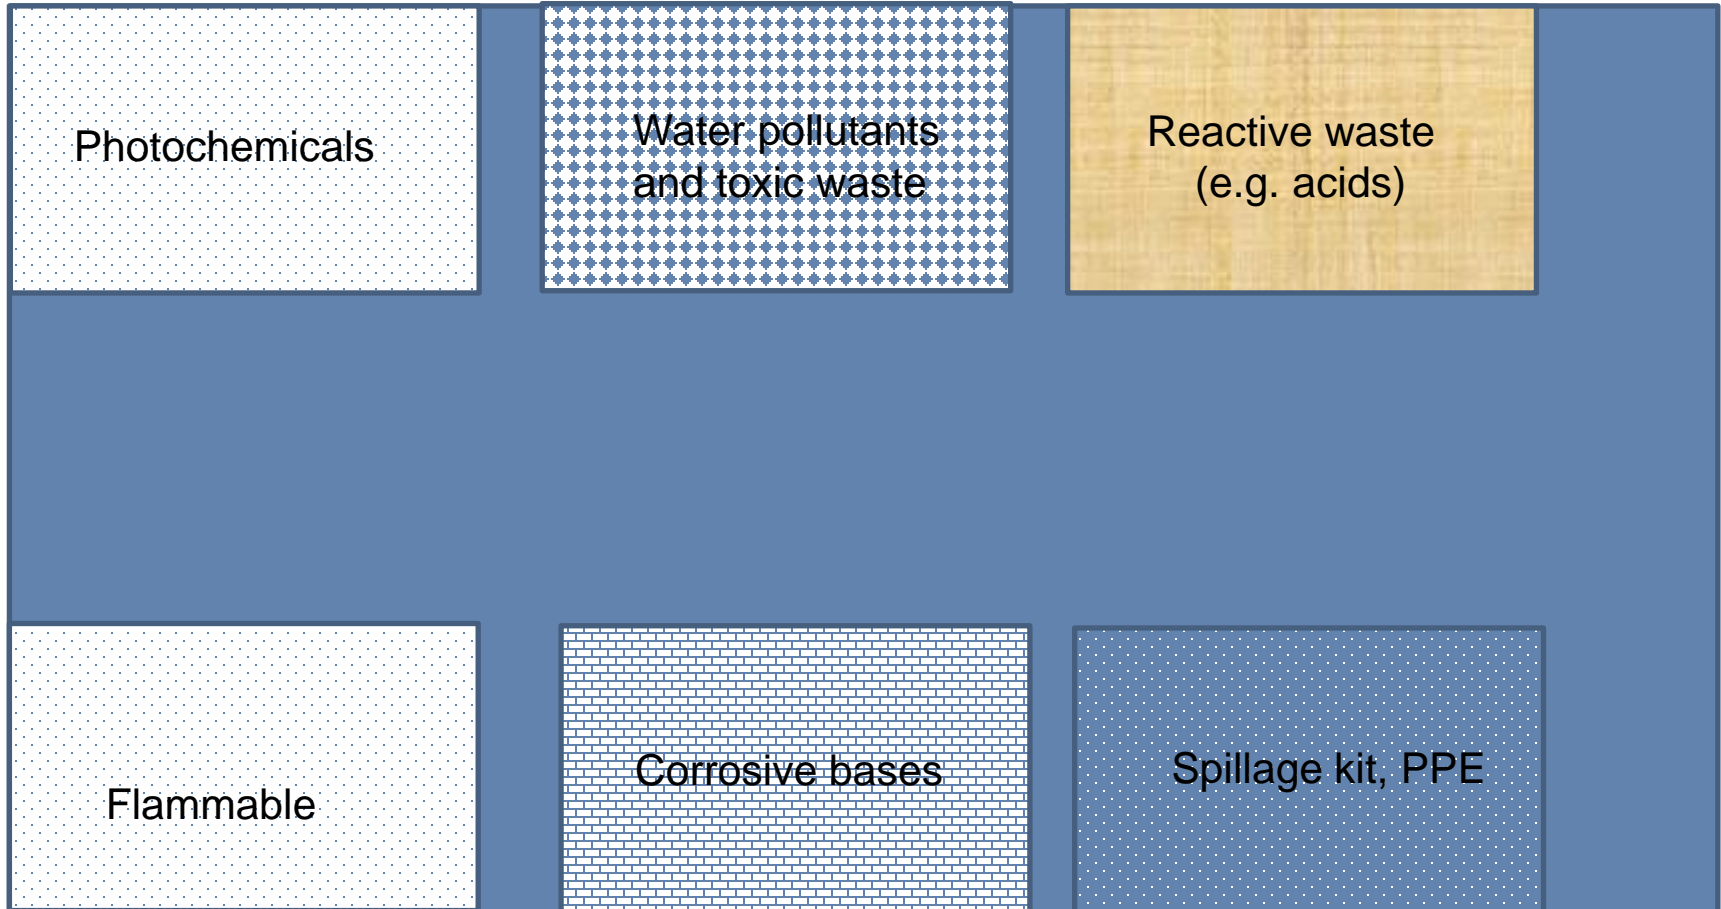 Photochemicals
Water pollutants
and toxic waste
Reactive waste
(e.g. acids)
Flammable
Corrosive bases
Spillage kit, PPE